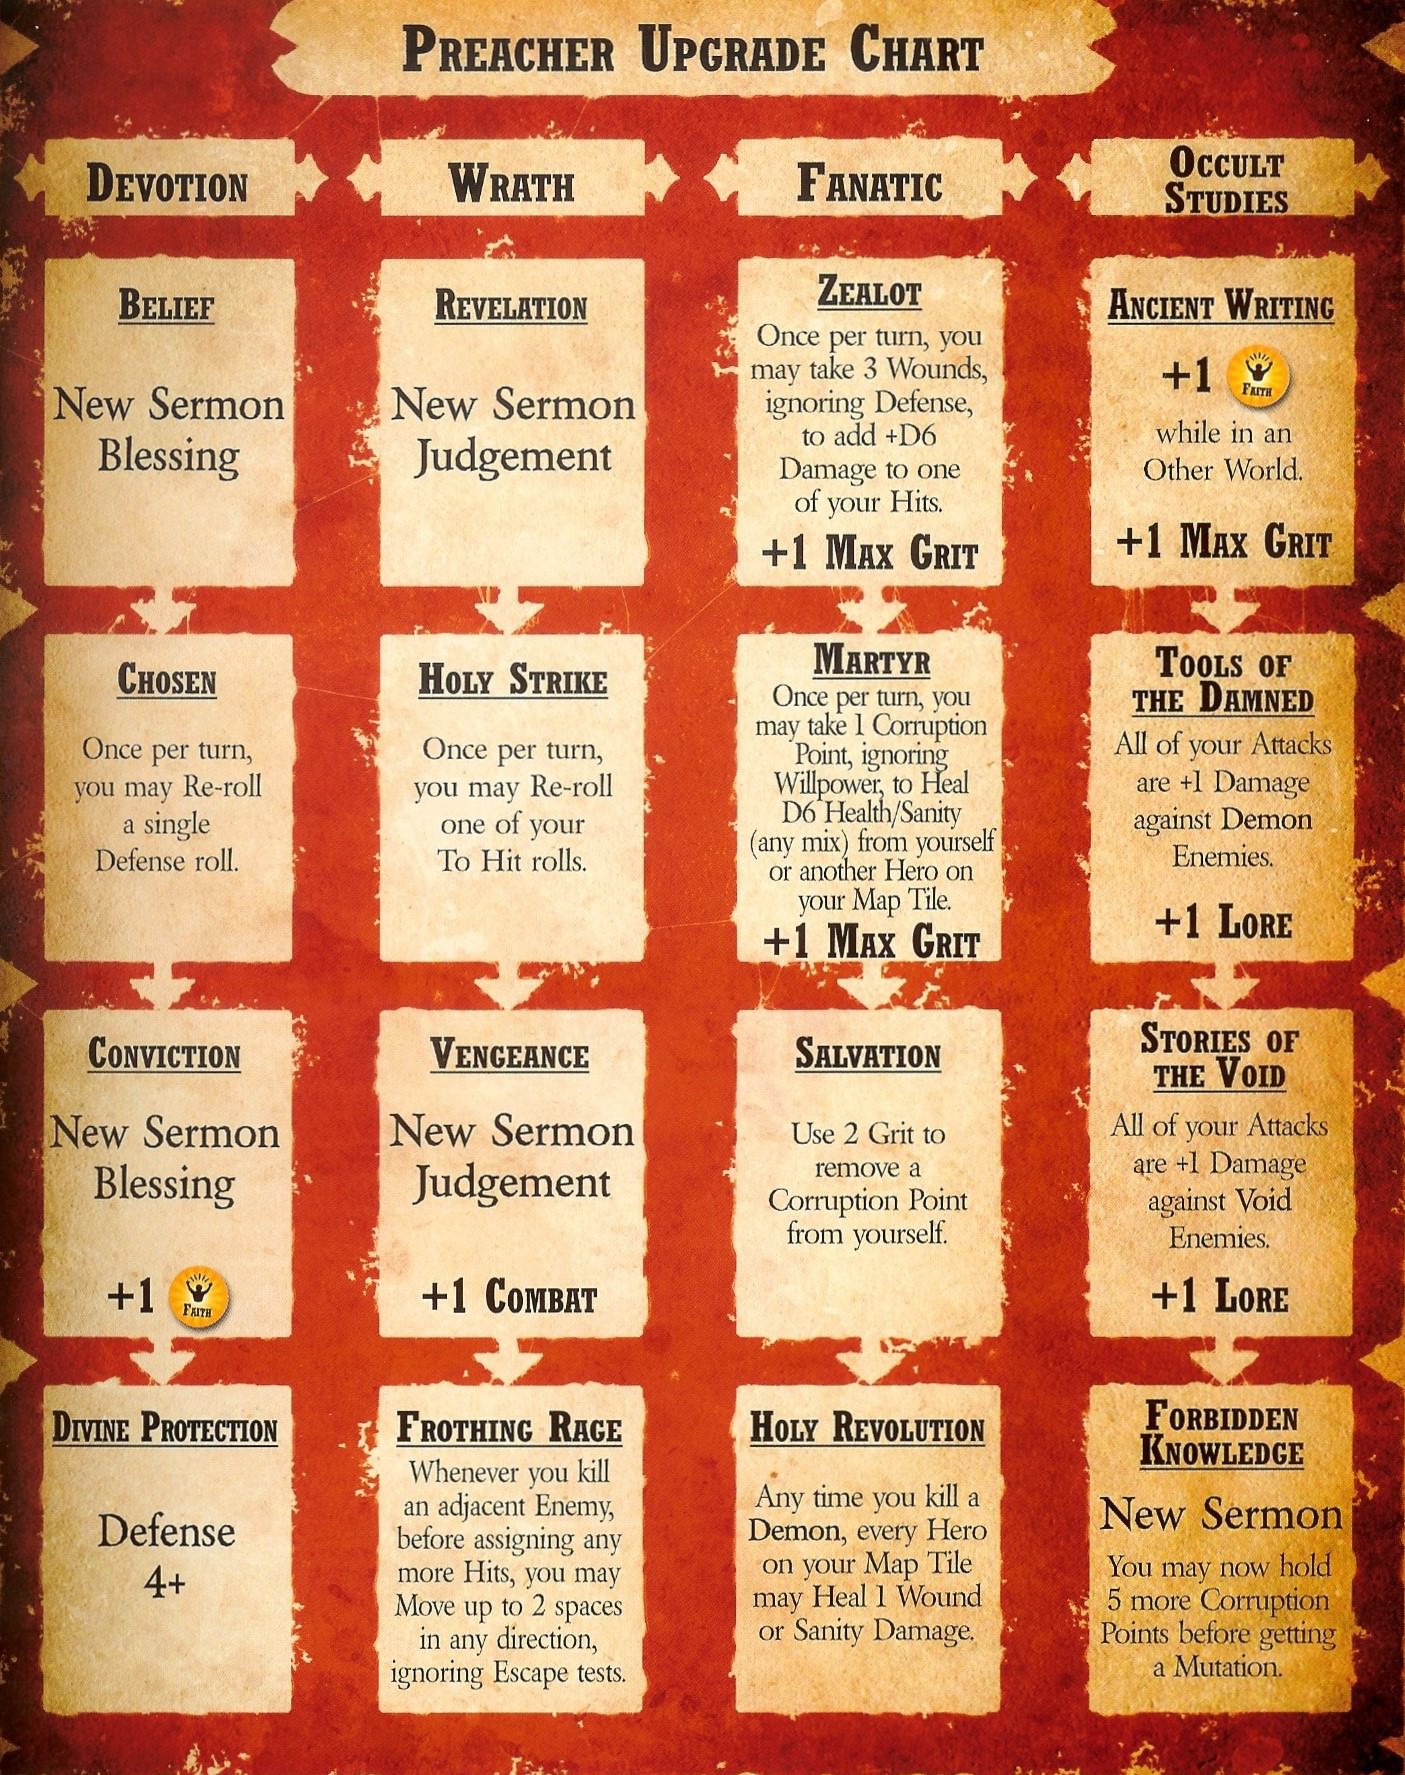 Preacher Upgrade Chart
Devotion
Belief
New Sermon
Blessing
Chosen
Once per turn,
you may Re-roll
a single
Defense roll.
Conviction
New Sermon
Blessing
+1 Faith
Divine Protection
Defense
4+
Wrath
Revelation
New Sermon
Judgement
Holy Strike
Once per turn,
you may Re-roll
one of your
To Hit rolls.
Vengeance
New Sermon
Judgement
+1 Combat
Frothing Rage
Whenever you kill
an adjacent Enemy,
before assigning any
more Hits, you may
Move up to 2 spaces
in any direction,
ignoring Escape tests.
Fanatic
Zealot
Once per turn, you
may take 3 Wounds,
ignoring Defense,
to add +D6
Damage to one
of your Hits.
+1 Max Grit
Martyr
Once per turn, you
may take 1 Corruption
Point, ignoring
Willpower, to Heal
D6 Health/Sanity
(any mix) from yourself
or another Hero on
your Map Tile.
+1 Max Grit
Salvation
Use 2 Grit to
remove a
Corruption Point
from yourself.
Holy Revolution
Any time you kill a
Demon, every Hero
on your Map Tile
may Heal 1 Wound
or Sanity Damage.
Occult
Studies
Ancient Writing
+1 Faith
while in an
Other World.
+1 Max Grit
Tools of
the Damned
All of your Attacks
are +1 Damage
against Demon
Enemies.
+1 Lore
Stories of
the Void
All of your Attacks
are +1 Damage
against Void
Enemies.
+1 Lore
Forbidden
Knowledge
New Sermon
You may now hold
5 more Corruption
Points before getting
a Mutation.